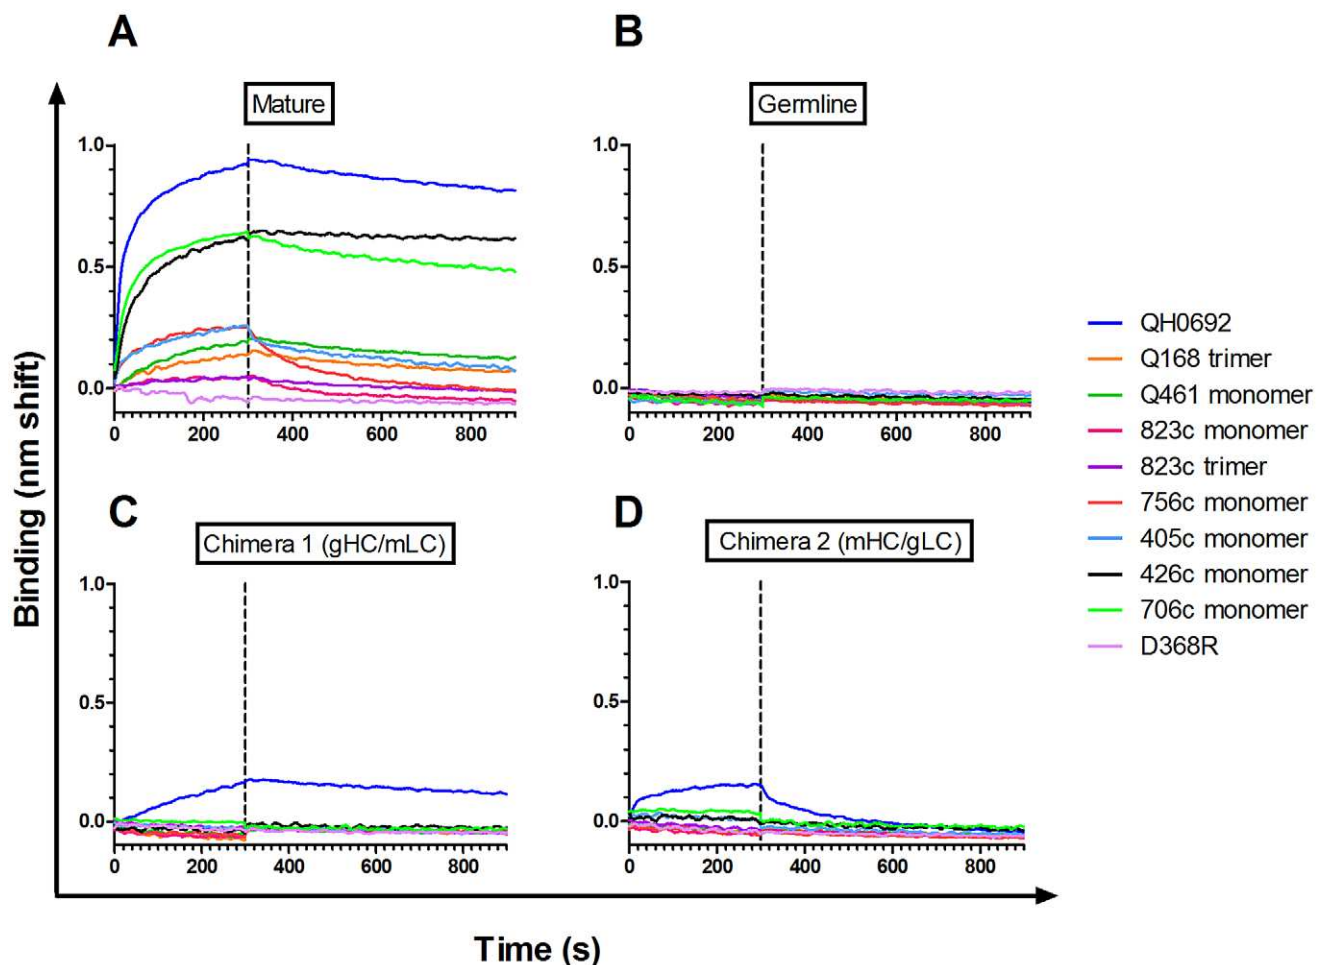 A
B
Mature
Germline
1.0
0.5
0.0
0 200 400 600 800
1.0
0.5
0.0
0 200 400 600 800
C
D
Chimera 1 (gHC/mLC)
Chimera 2 (mHC/gLC)
1.0
0.5
0.0
0 200 400 600 800
1.0
0.5
0.0
0 200 400 600 800
QH0692
Q168 trimer
Q461 monomer
823c monomer
823c trimer
756c monomer
405c monomer
426c monomer
706c monomer
D368R
Binding (nm shift)
Time (s)